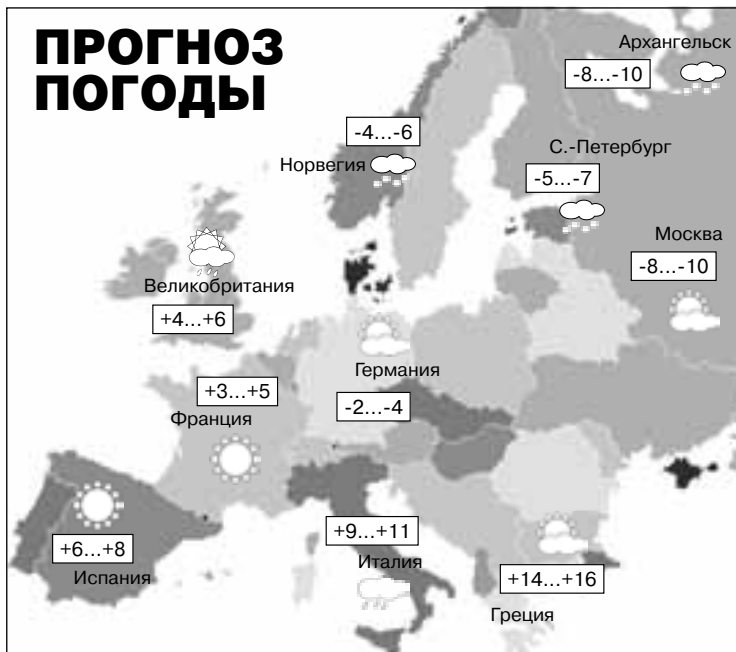 ПРОГНОЗ
ПОГОДЫ
Архангельск
-8...-10
-4...-6
Норвегия
С.-Петербург
-5...-7
Москва
-8...-10
Великобритания
+4...+6
Германия
-2...-4
+3...+5
Франция
+6...+8
Испания
+9...+11
Италия
+14...+16
Греция